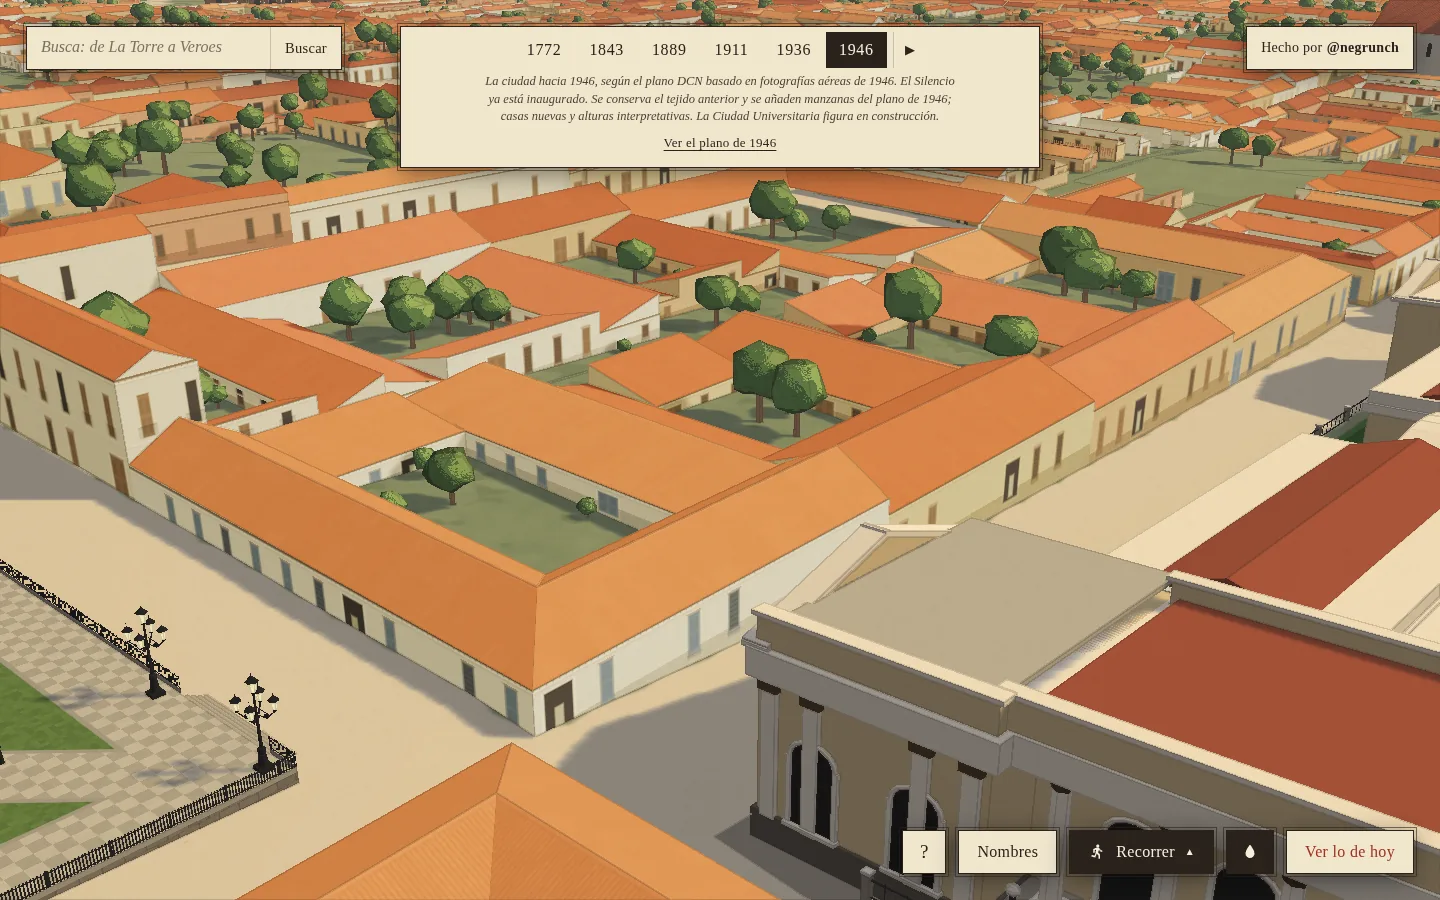 Busca: de La Torre a Veroes
Buscar
1772 1843 1889 1911 1936 1946 ▶
La ciudad hacia 1946, según el plano DCN basado en fotografías aéreas de 1946. El Silencio
ya está inaugurado. Se conserva el tejido anterior y se añaden manzanas del plano de 1946;
casas nuevas y alturas interpretativas. La Ciudad Universitaria figura en construcción.
Ver el plano de 1946
Hecho por @negrunch
?
Nombres
Recorrer ▲
Ver lo de hoy